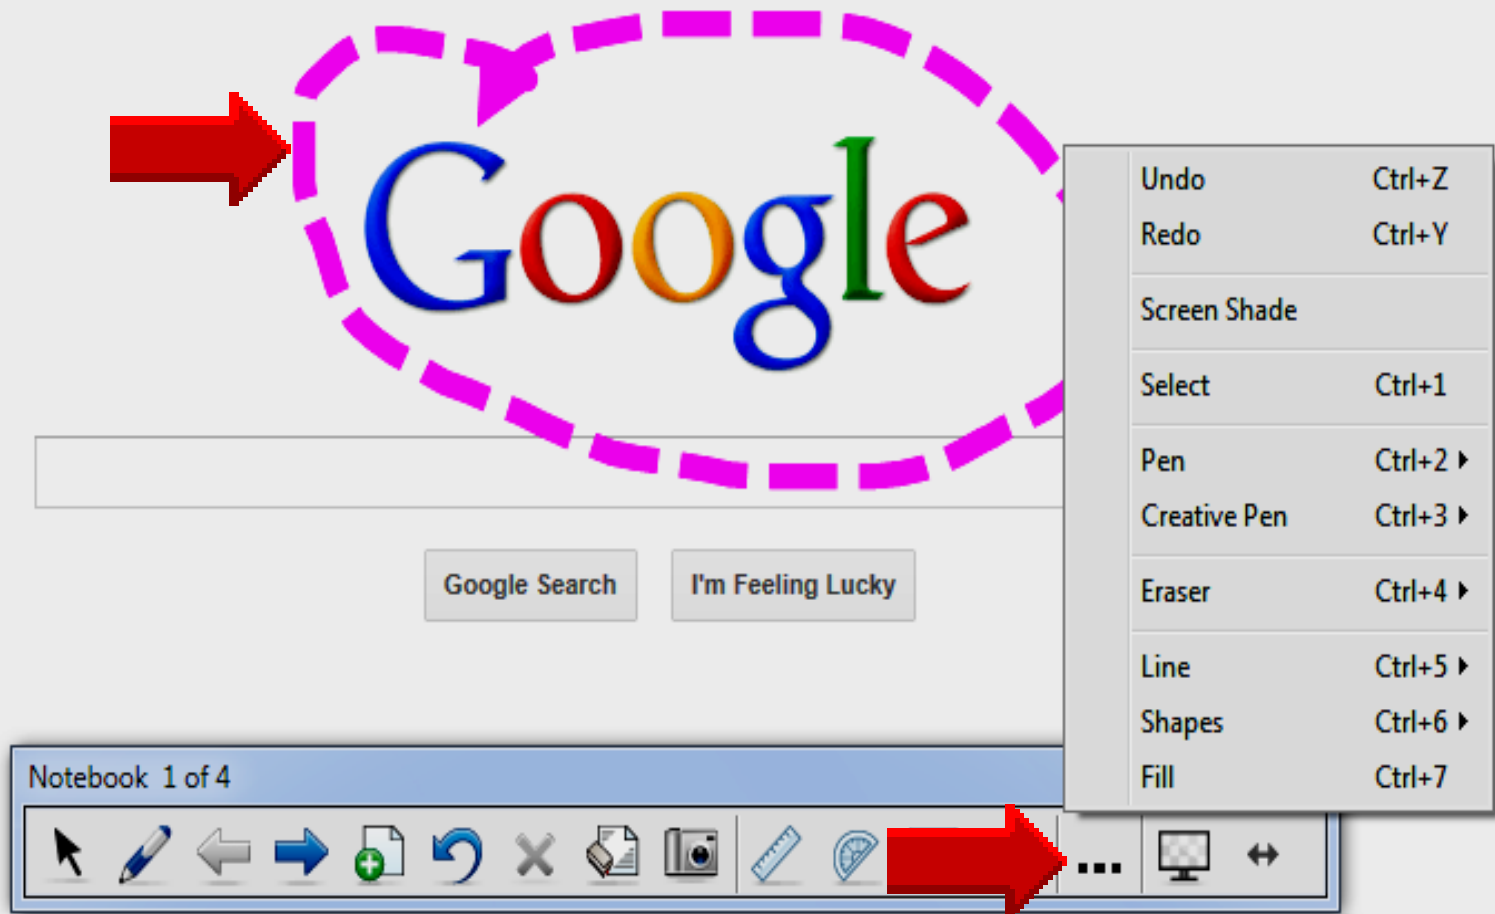 Google
Google Search
I'm Feeling Lucky
Undo Ctrl+Z
Redo Ctrl+Y
Screen Shade
Select Ctrl+1
Pen Ctrl+2
Creative Pen Ctrl+3
Eraser Ctrl+4
Line Ctrl+5
Shapes Ctrl+6
Fill Ctrl+7
Notebook 1 of 4
...